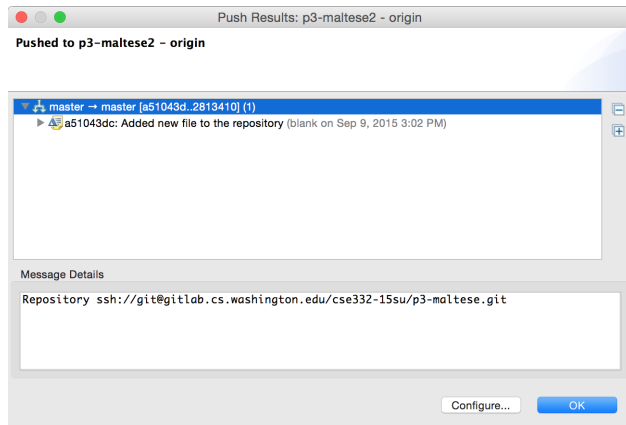 Push Results: p3-maltese2 - origin
Pushed to p3-maltese2 - origin
master → master [a51043d..2813410] (1)
a51043dc: Added new file to the repository (blank on Sep 9, 2015 3:02 PM)
Message Details
Repository ssh://git@gitlab.cs.washington.edu/cse332-15su/p3-maltese.git
Configure... OK